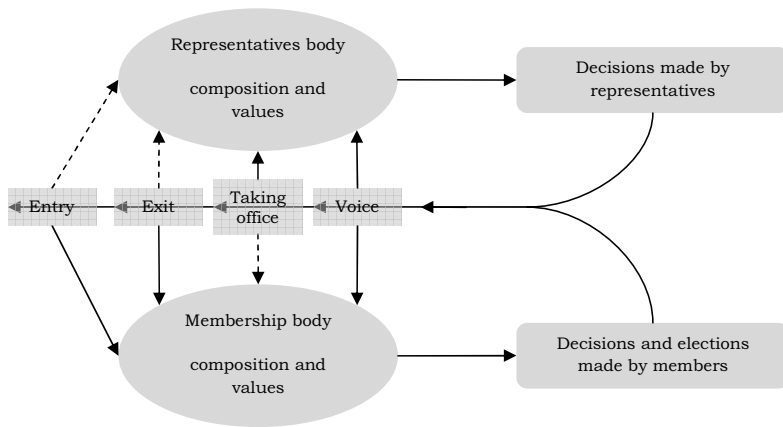 Representatives body
composition and
values
Decisions made by
representatives
Entry
Exit
Taking
office
Voice
Membership body
composition and
values
Decisions and elections
made by members